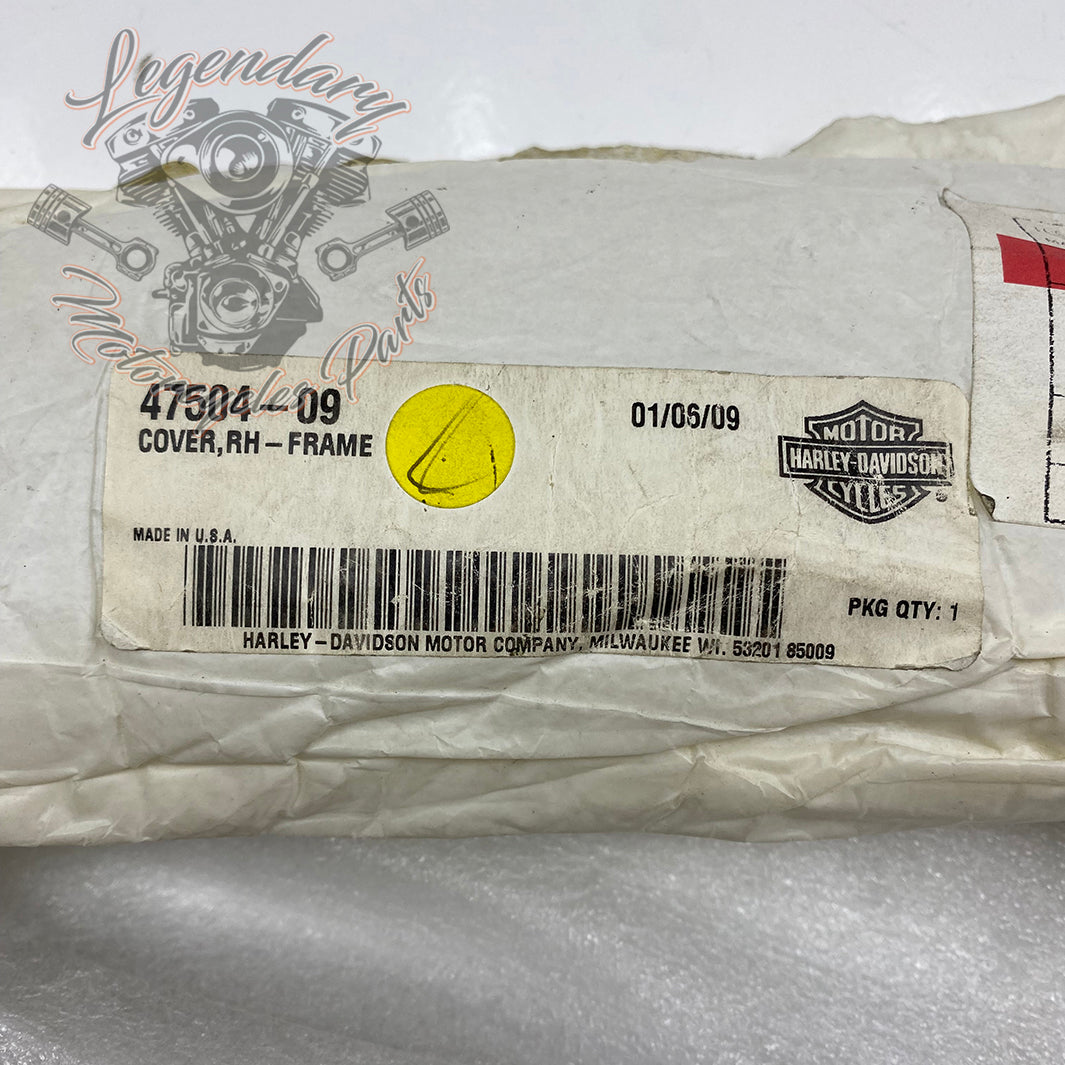 Legendary
Motorcycles Parts
47504-09
COVER, RH-FRAME
01/06/09
MOTOR
HARLEY-DAVIDSON
CYCLES
®
MADE IN U.S.A.
PKG QTY: 1
HARLEY-DAVIDSON MOTOR COMPANY, MILWAUKEE WI. 53201 85009